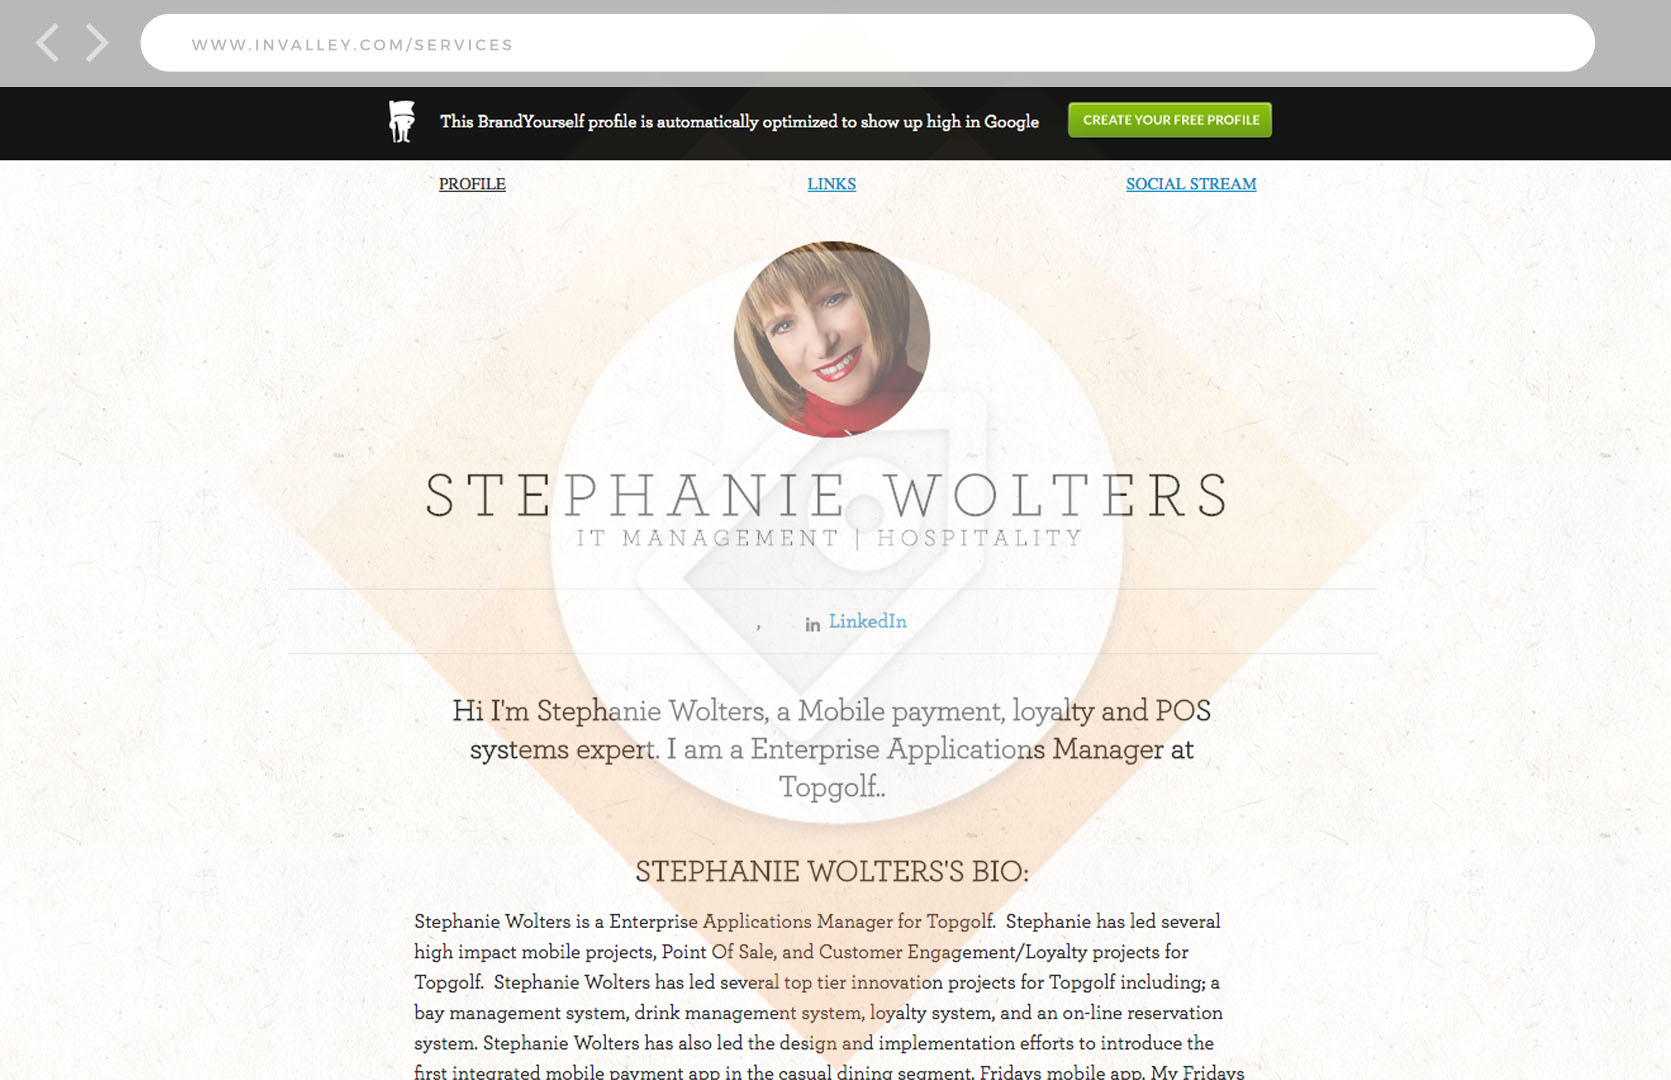 WWW.INVALLEY.COM/SERVICES
This BrandYourself profile is automatically optimized to show up high in Google
CREATE YOUR FREE PROFILE
PROFILE
LINKS
SOCIAL STREAM
STEPHANIE WOLTERS
IT MANAGEMENT | HOSPITALITY
, in LinkedIn
Hi I'm Stephanie Wolters, a Mobile payment, loyalty and POS
systems expert. I am a Enterprise Applications Manager at
Topgolf..
STEPHANIE WOLTERS'S BIO:
Stephanie Wolters is a Enterprise Applications Manager for Topgolf. Stephanie has led several
high impact mobile projects, Point Of Sale, and Customer Engagement/Loyalty projects for
Topgolf. Stephanie Wolters has led several top tier innovation projects for Topgolf including; a
bay management system, drink management system, loyalty system, and an on-line reservation
system. Stephanie Wolters has also led the design and implementation efforts to introduce the
first integrated mobile payment app in the casual dining segment, Fridays mobile app. My Fridays